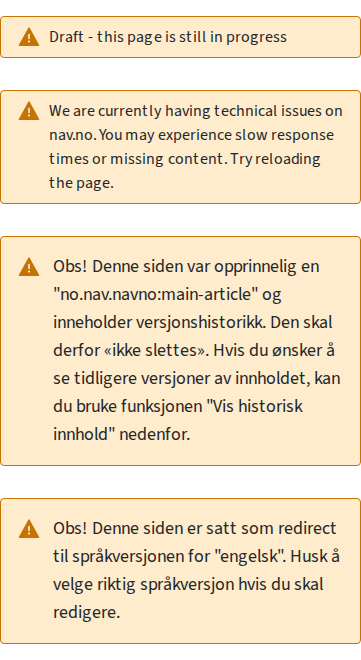 Draft - this page is still in progress
We are currently having technical issues on
nav.no. You may experience slow response
times or missing content. Try reloading
the page.
Obs! Denne siden var opprinnelig en
"no.nav.navno:main-article" og
inneholder versjonshistorikk. Den skal
derfor «ikke slettes». Hvis du ønsker å
se tidligere versjoner av innholdet, kan
du bruke funksjonen "Vis historisk
innhold" nedenfor.
Obs! Denne siden er satt som redirect
til språkversjonen for "engelsk". Husk å
velge riktig språkversjon hvis du skal
redigere.